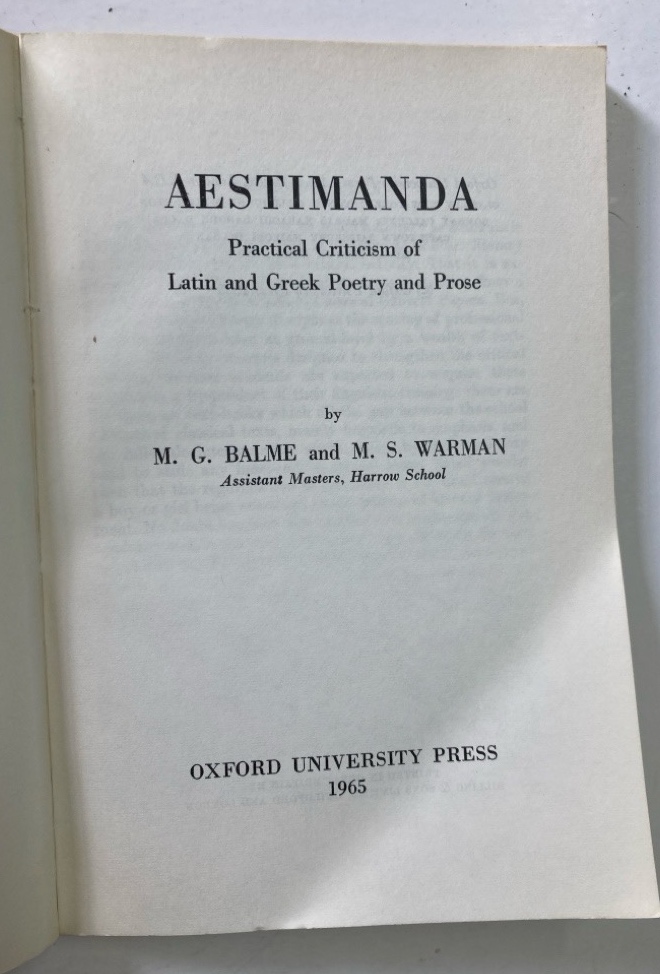 AESTIMANDA
Practical Criticism of
Latin and Greek Poetry and Prose
by
M. G. BALME and M. S. WARMAN
Assistant Masters, Harrow School
OXFORD UNIVERSITY PRESS
1965